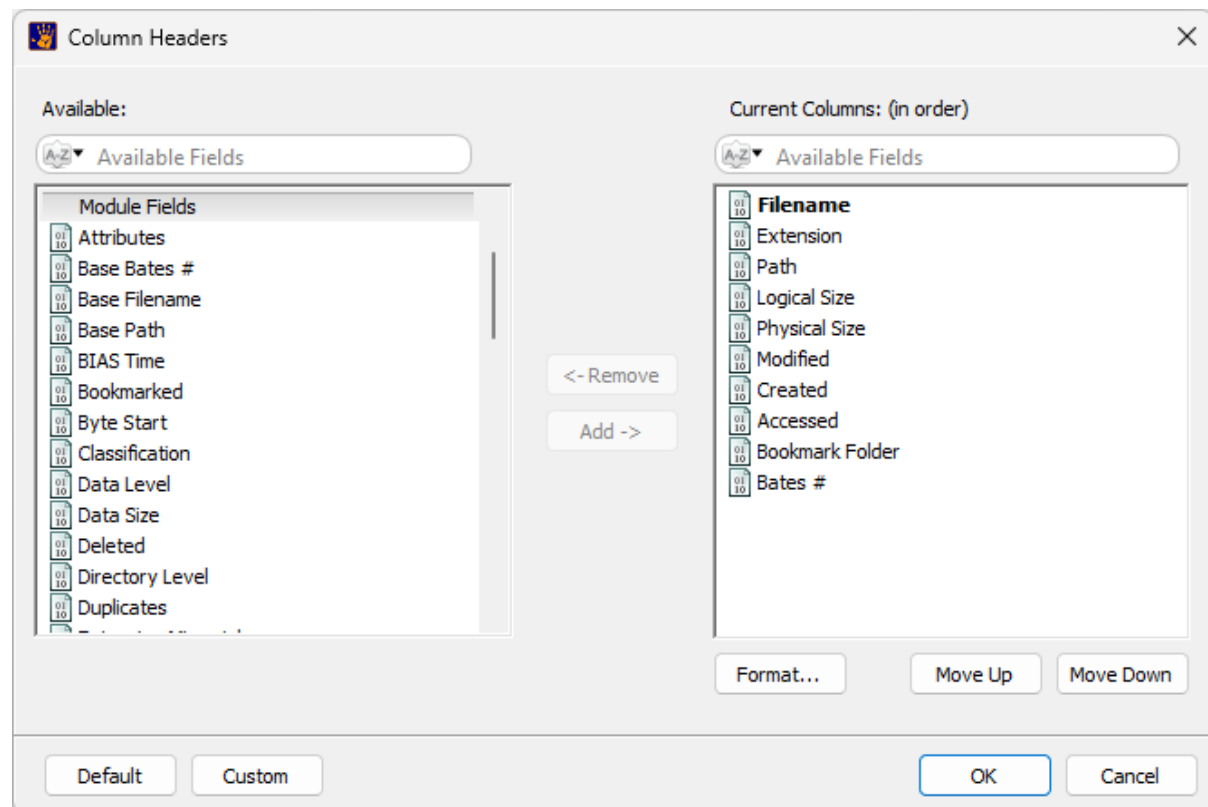 Column Headers
Available:
Current Columns: (in order)
A-Z Available Fields
A-Z Available Fields
Module Fields
Attributes
Base Bates #
Base Filename
Base Path
BIAS Time
Bookmarked
Byte Start
Classification
Data Level
Data Size
Deleted
Directory Level
Duplicates
<- Remove
Add ->
Filename
Extension
Path
Logical Size
Physical Size
Modified
Created
Accessed
Bookmark Folder
Bates #
Format...
Move Up
Move Down
Default
Custom
OK
Cancel